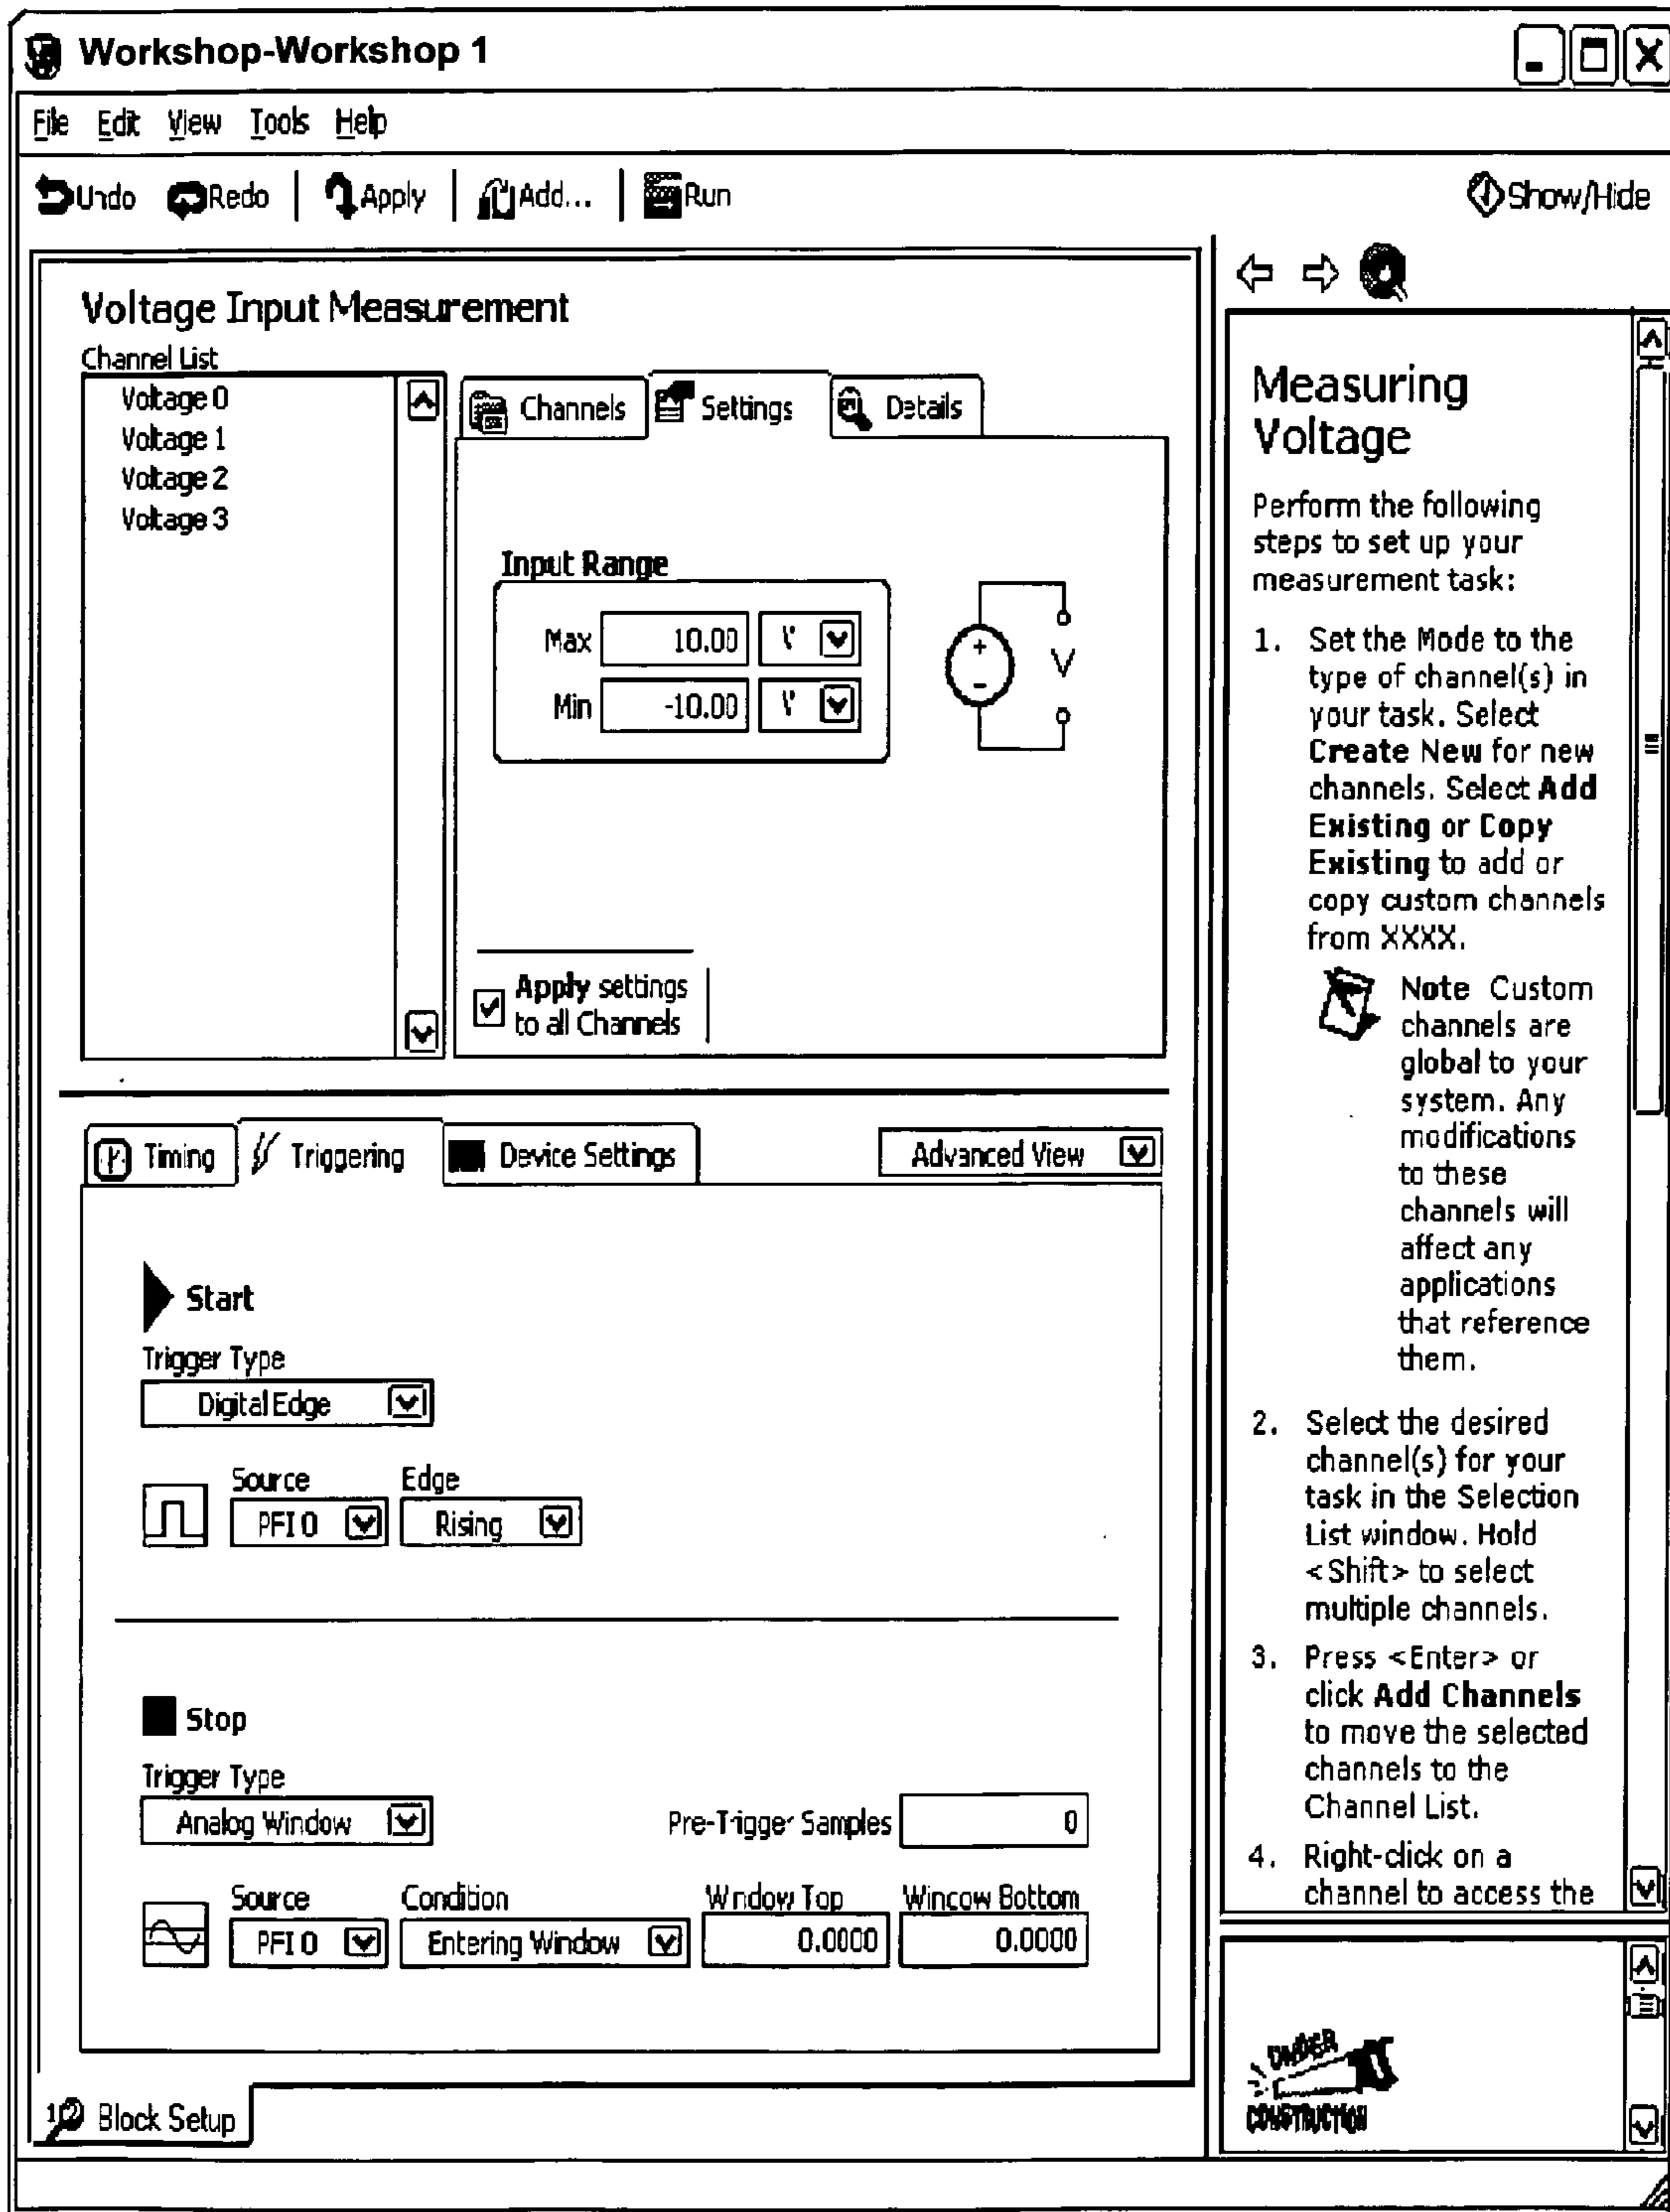 Workshop-Workshop 1
File Edit View Tools Help
Undo Redo Apply Add... Run Show/Hide
Voltage Input Measurement
Channel List
Voltage 0
Voltage 1
Voltage 2
Voltage 3
Channels Settings Details
Input Range
Max 10.00 V
Min -10.00 V
+
-
V
Apply settings
to all Channels
Timing Triggering Device Settings Advanced View
Start
Trigger Type
Digital Edge
Source Edge
PFI 0 Rising
Stop
Trigger Type
Analog Window Pre-Trigger Samples 0
Source Condition Window Top Window Bottom
PFI 0 Entering Window 0.0000 0.0000
Block Setup
Measuring
Voltage
Perform the following
steps to set up your
measurement task:
1. Set the Mode to the
type of channel(s) in
your task. Select
Create New for new
channels. Select Add
Existing or Copy
Existing to add or
copy custom channels
from XXXX.
Note Custom
channels are
global to your
system. Any
modifications
to these
channels will
affect any
applications
that reference
them.
2. Select the desired
channel(s) for your
task in the Selection
List window. Hold
<Shift> to select
multiple channels.
3. Press <Enter> or
click Add Channels
to move the selected
channels to the
Channel List.
4. Right-click on a
channel to access the
UNDER
CONSTRUCTION